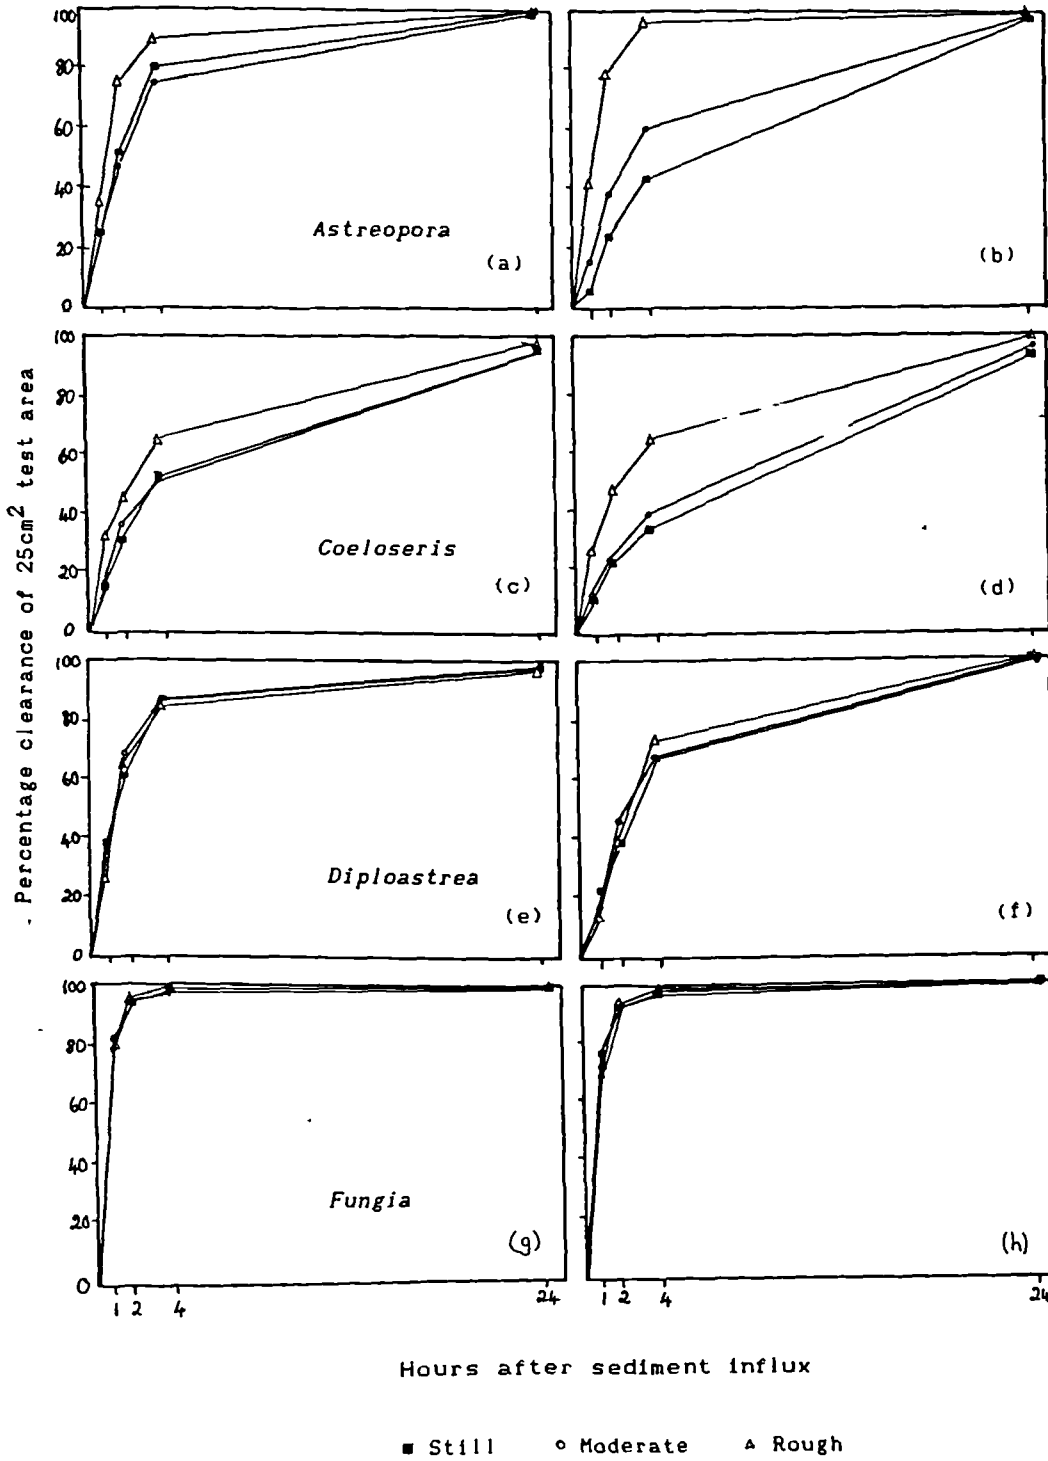 Percentage clearance of 25cm² test area
100
80
60
40
20
0
Astreopora
(a)
(b)
100
80
60
40
20
0
Coeloseris
(c)
(d)
100
80
60
40
20
0
Diploastrea
(e)
(f)
100
80
60
40
20
0
Fungia
(g)
(h)
1 2 4 24
1 2 4 24
Hours after sediment influx
■ Still ○ Moderate △ Rough